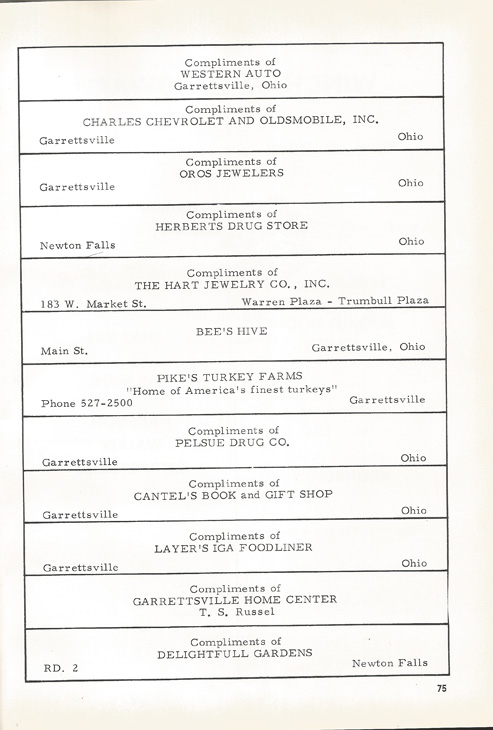 Compliments of
WESTERN AUTO
Garrettsville, Ohio
Compliments of
CHARLES CHEVROLET AND OLDSMOBILE, INC.
Garrettsville Ohio
Compliments of
OROS JEWELERS
Garrettsville Ohio
Compliments of
HERBERTS DRUG STORE
Newton Falls Ohio
Compliments of
THE HART JEWELRY CO., INC.
183 W. Market St. Warren Plaza - Trumbull Plaza
BEE'S HIVE
Main St. Garrettsville, Ohio
PIKE'S TURKEY FARMS
"Home of America's finest turkeys"
Phone 527-2500 Garrettsville
Compliments of
PELSUE DRUG CO.
Garrettsville Ohio
Compliments of
CANTEL'S BOOK and GIFT SHOP
Garrettsville Ohio
Compliments of
LAYER'S IGA FOODLINER
Garrettsville Ohio
Compliments of
GARRETTSVILLE HOME CENTER
T. S. Russel
Compliments of
DELIGHTFULL GARDENS
RD. 2 Newton Falls
75